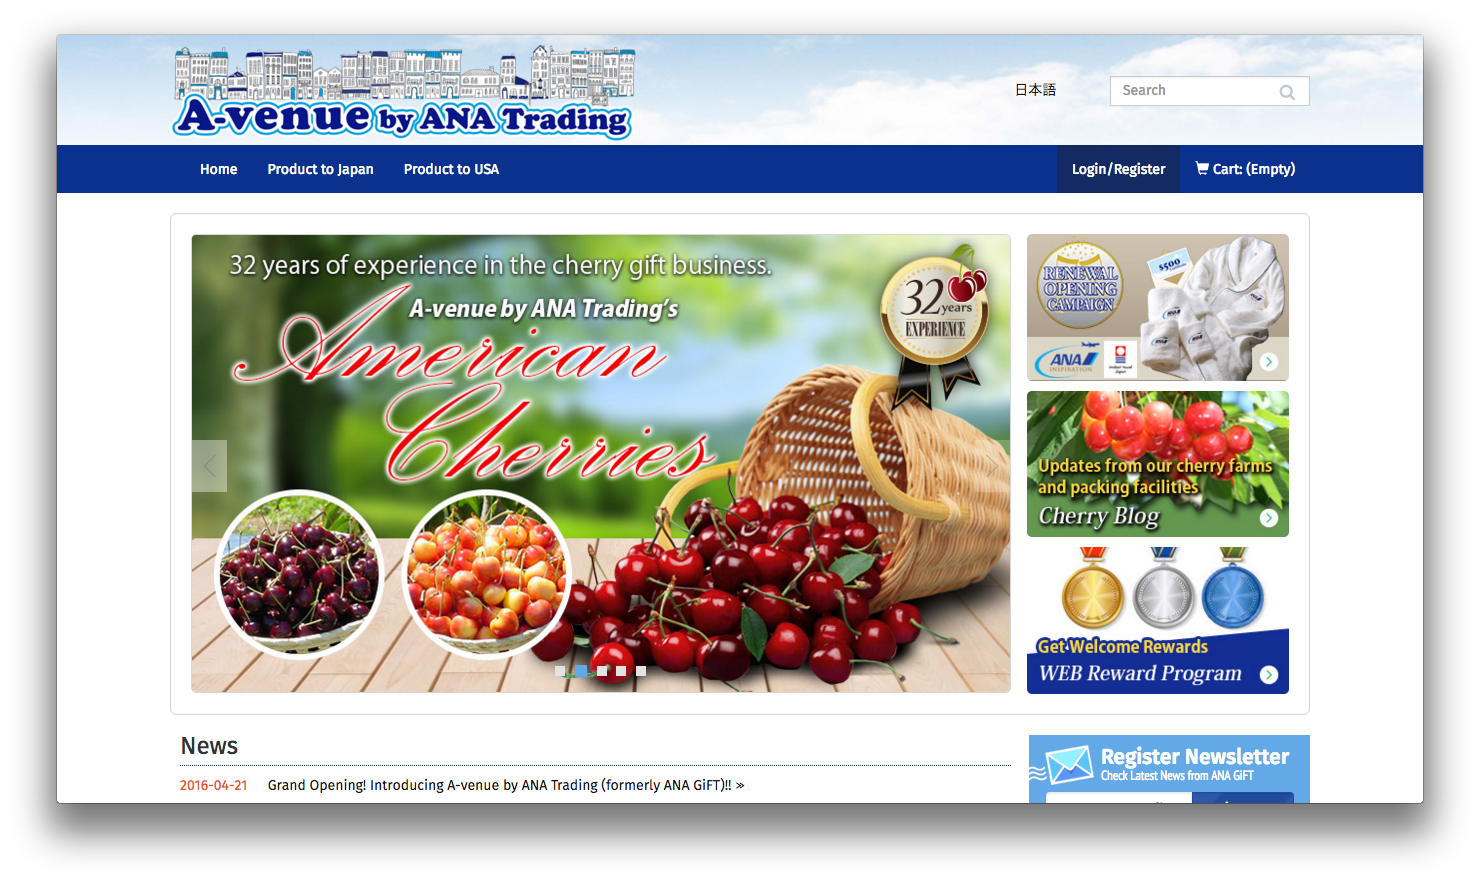 A-venue by ANA Trading
日本語
Search
Home
Product to Japan
Product to USA
Login/Register
Cart: (Empty)
32 years of experience in the cherry gift business.
A-venue by ANA Trading's
American
Cherries
32
years
EXPERIENCE
RENEWAL
OPENING
CAMPAIGN
$500
ANA
INSPIRATION
Updates from our cherry farms
and packing facilities
Cherry Blog
Get Welcome Rewards
WEB Reward Program
News
2016-04-21 Grand Opening! Introducing A-venue by ANA Trading (formerly ANA GiFT)!! »
Register Newsletter
Check Latest News from ANA GiFT